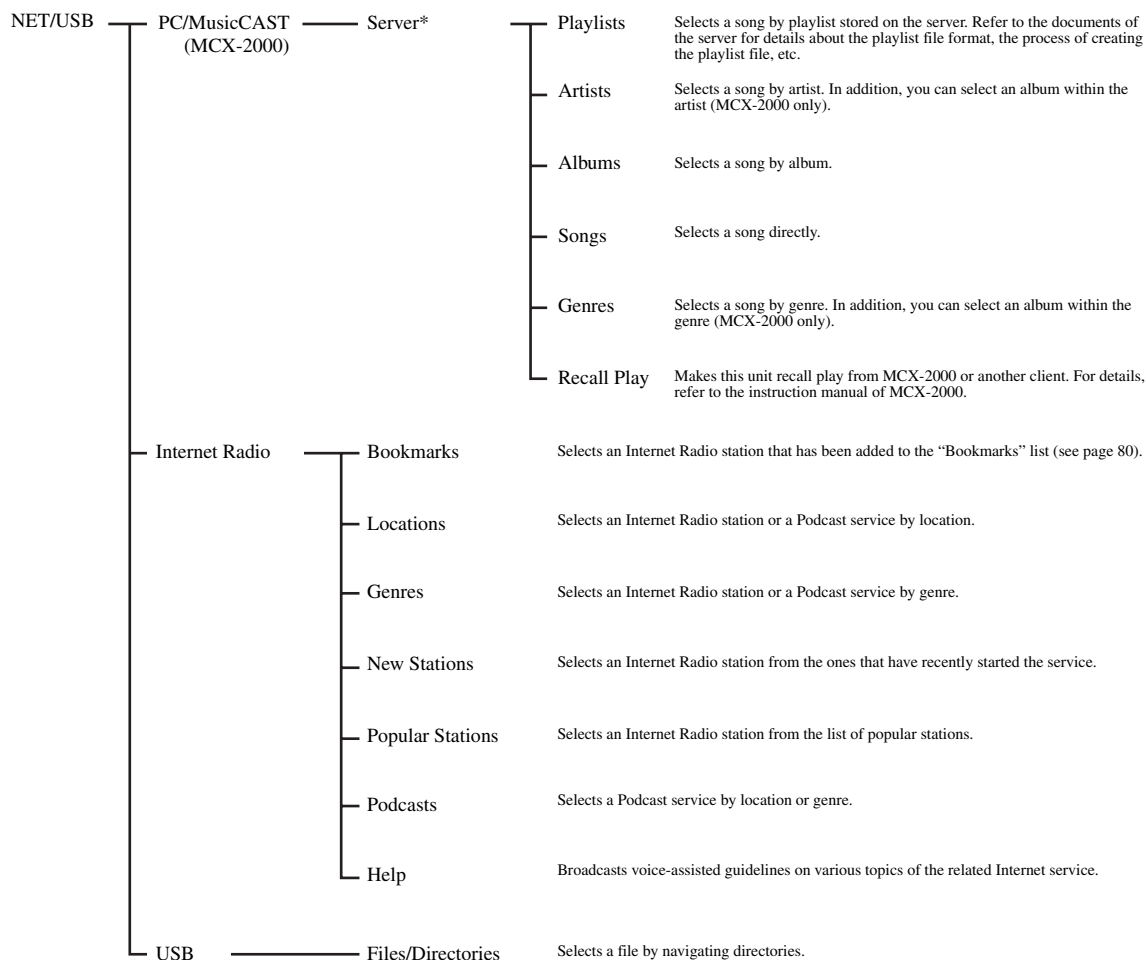 NET/USB
PC/MusicCAST
(MCX-2000)
Server*
Playlists
Selects a song by playlist stored on the server. Refer to the documents of
the server for details about the playlist file format, the process of creating
the playlist file, etc.
Artists
Selects a song by artist. In addition, you can select an album within the
artist (MCX-2000 only).
Albums
Selects a song by album.
Songs
Selects a song directly.
Genres
Selects a song by genre. In addition, you can select an album within the
genre (MCX-2000 only).
Recall Play
Makes this unit recall play from MCX-2000 or another client. For details,
refer to the instruction manual of MCX-2000.
Internet Radio
Bookmarks
Selects an Internet Radio station that has been added to the “Bookmarks” list (see page 80).
Locations
Selects an Internet Radio station or a Podcast service by location.
Genres
Selects an Internet Radio station or a Podcast service by genre.
New Stations
Selects an Internet Radio station from the ones that have recently started the service.
Popular Stations
Selects an Internet Radio station from the list of popular stations.
Podcasts
Selects a Podcast service by location or genre.
Help
Broadcasts voice-assisted guidelines on various topics of the related Internet service.
USB
Files/Directories
Selects a file by navigating directories.